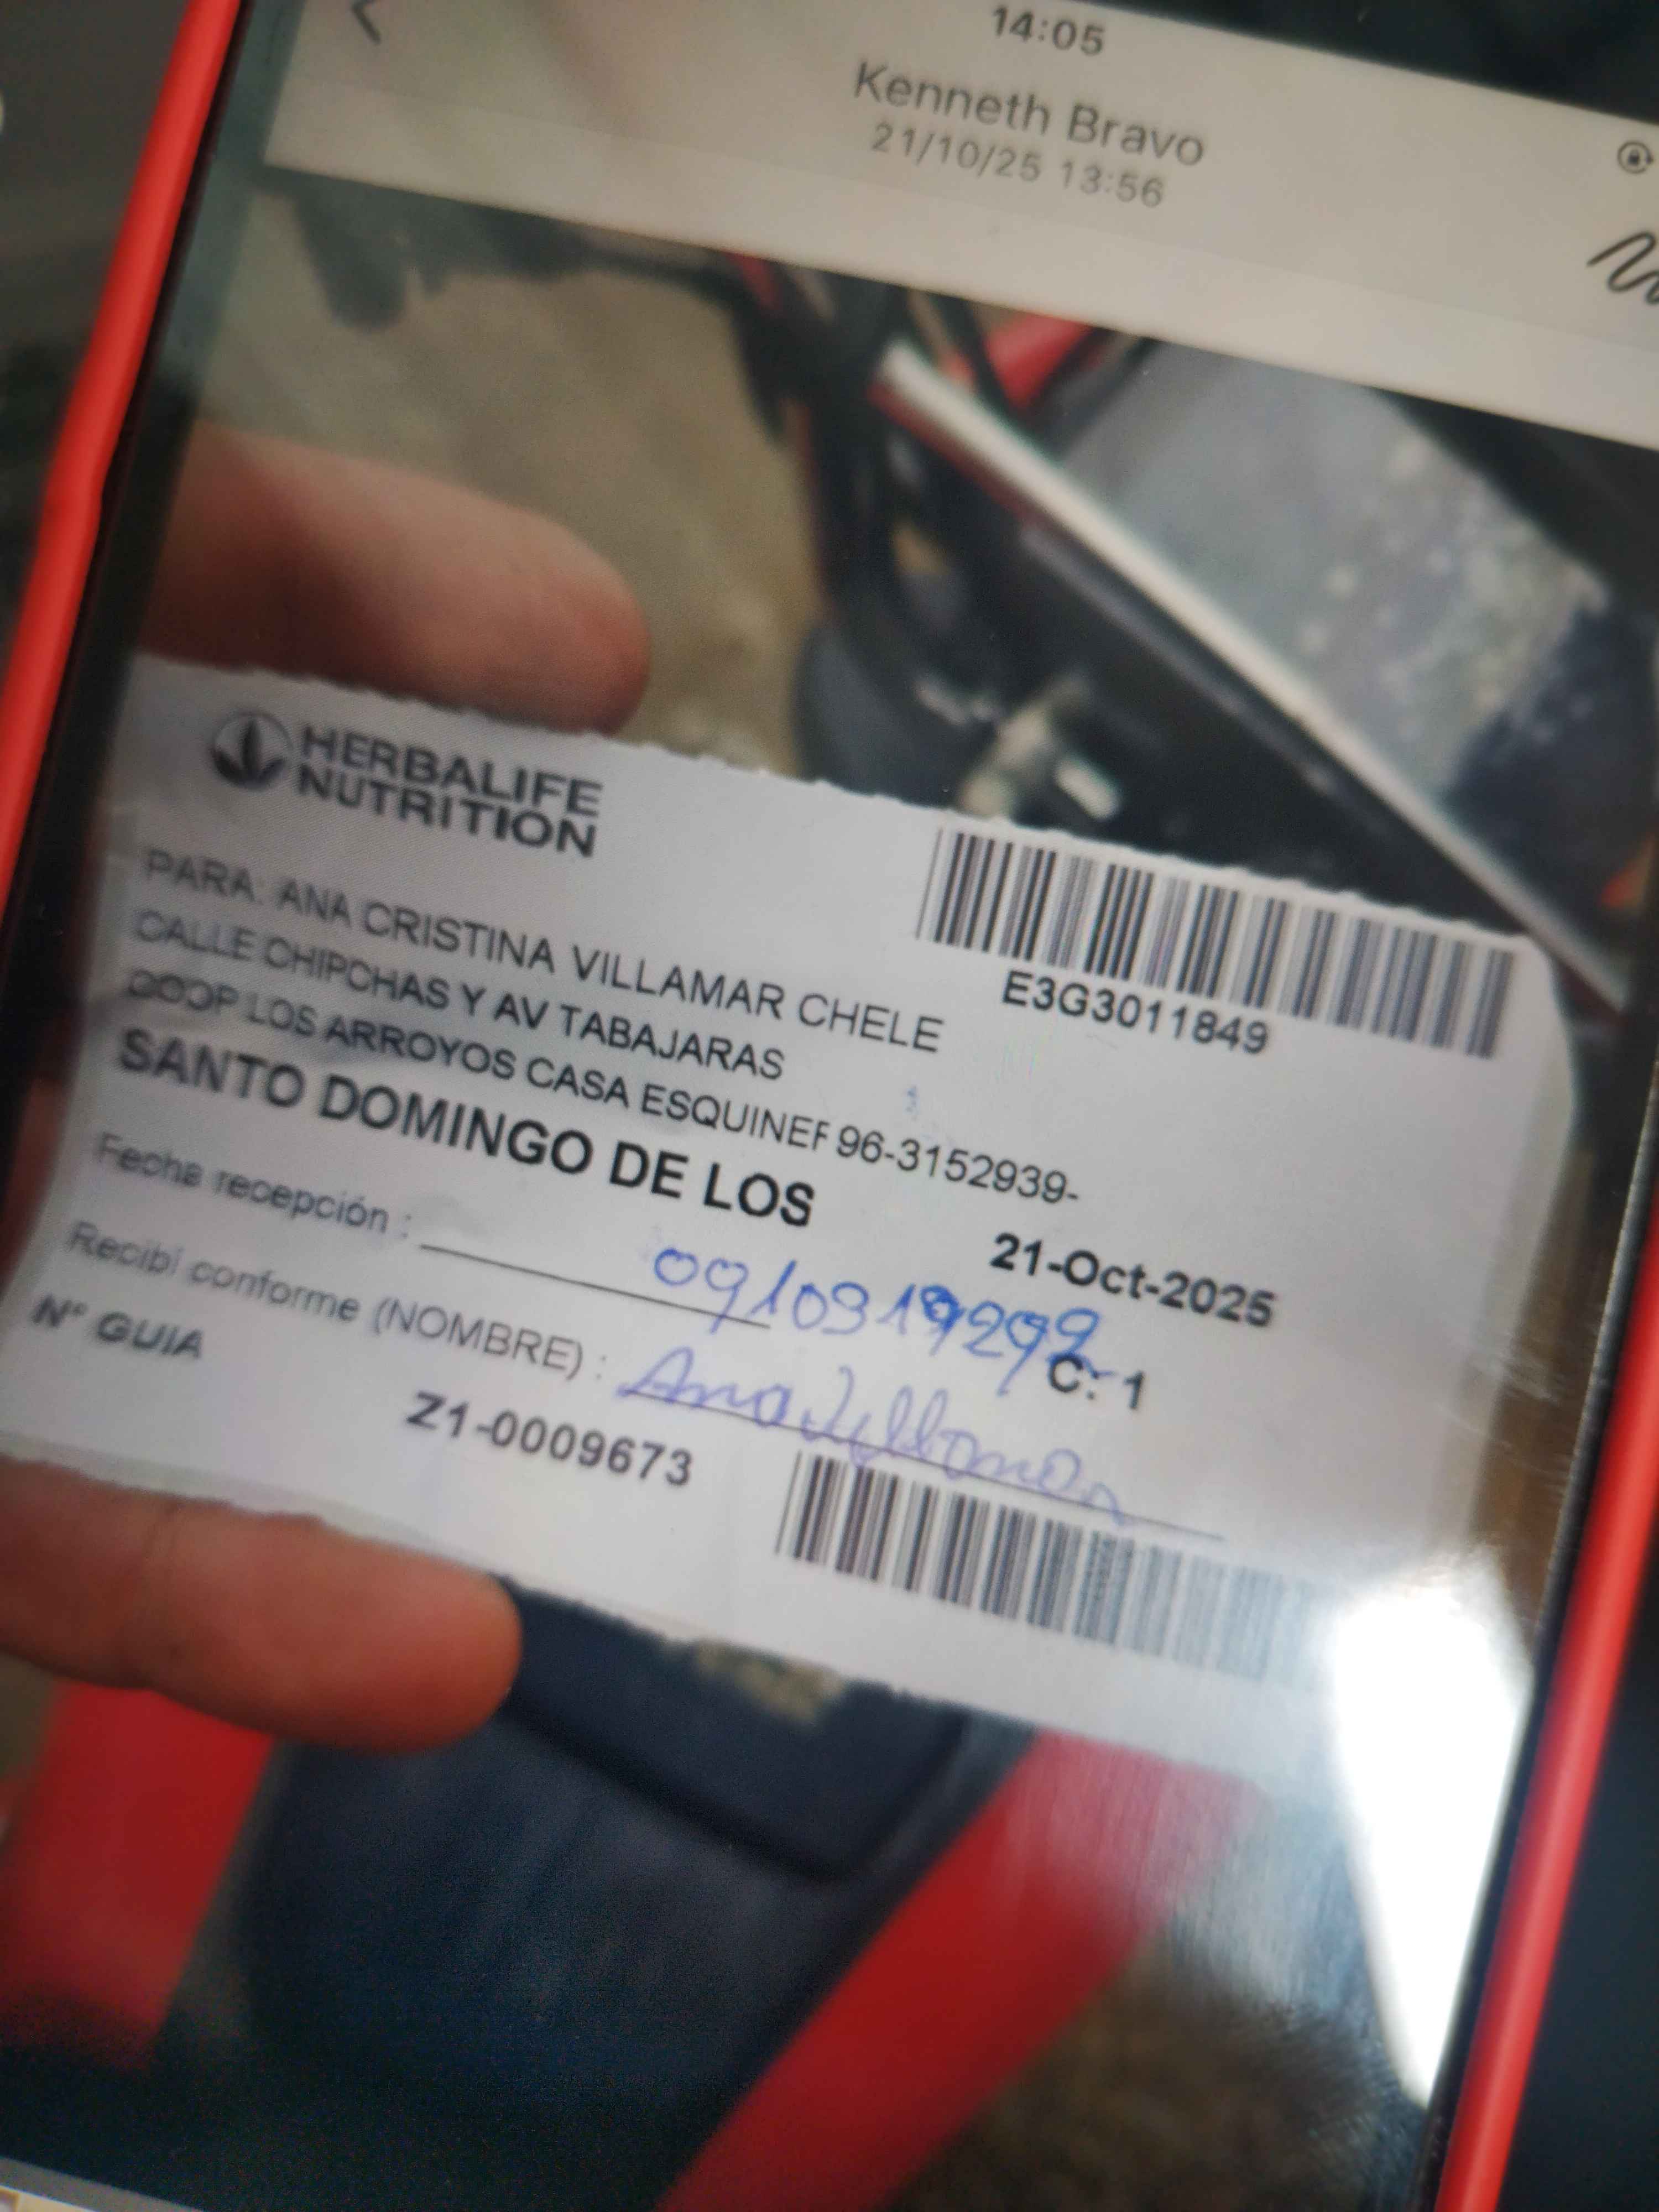 14:05
Kenneth Bravo
21/10/25 13:56
HERBALIFE
NUTRITION
E3G3011849
PARA: ANA CRISTINA VILLAMAR CHELE
CALLE CHIPCHAS Y AV TABAJARAS
COOP LOS ARROYOS CASA ESQUINEF 96-3152939-
SANTO DOMINGO DE LOS
21-Oct-2025
Fecha recepción :
Recibí conforme (NOMBRE) : Ana Villamar
C: 1
N° GUIA
Z1-0009673